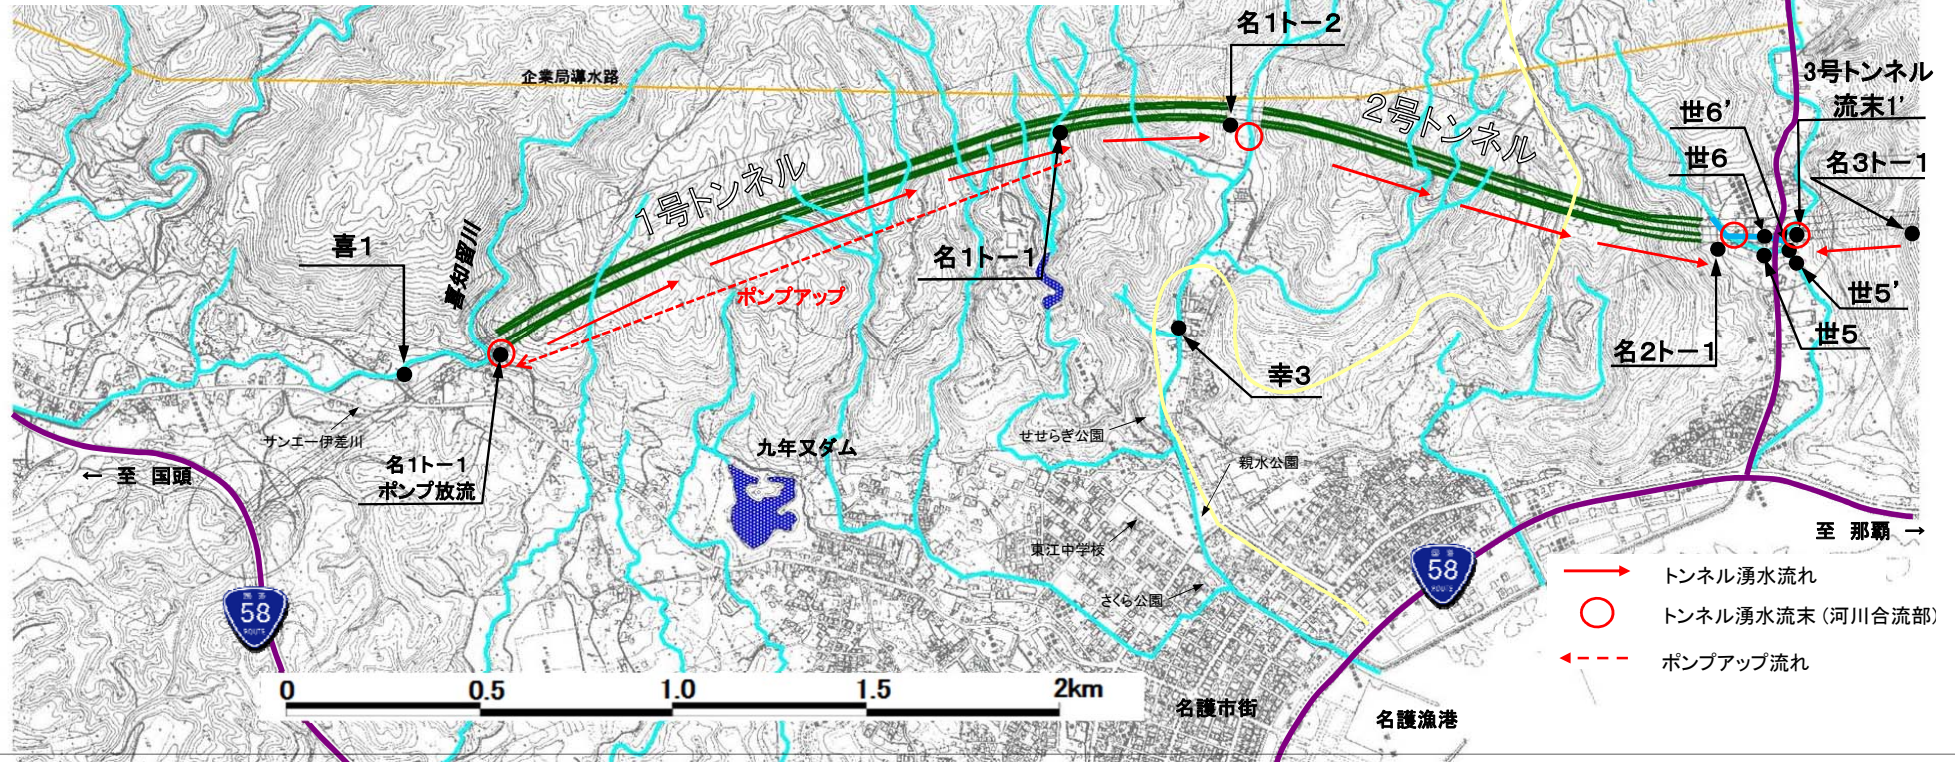 名1トー2
企業局導水路
3号トンネル
流末1'
2号トンネル
世6'
世6
名3トー1
1号トンネル
喜知留川
喜1
名1トー1
ポンプアップ
世5'
世5
名2トー1
幸3
サンエー伊差川
せせらぎ公園
九年又ダム
親水公園
名1トー1
ポンプ放流
← 至 国頭
東江中学校
至 那覇 →
国道
58
ROUTE
国道
58
ROUTE
さくら公園
トンネル湧水流れ
トンネル湧水流末(河川合流部)
ポンプアップ流れ
0 0.5 1.0 1.5 2km
名護市街
名護漁港